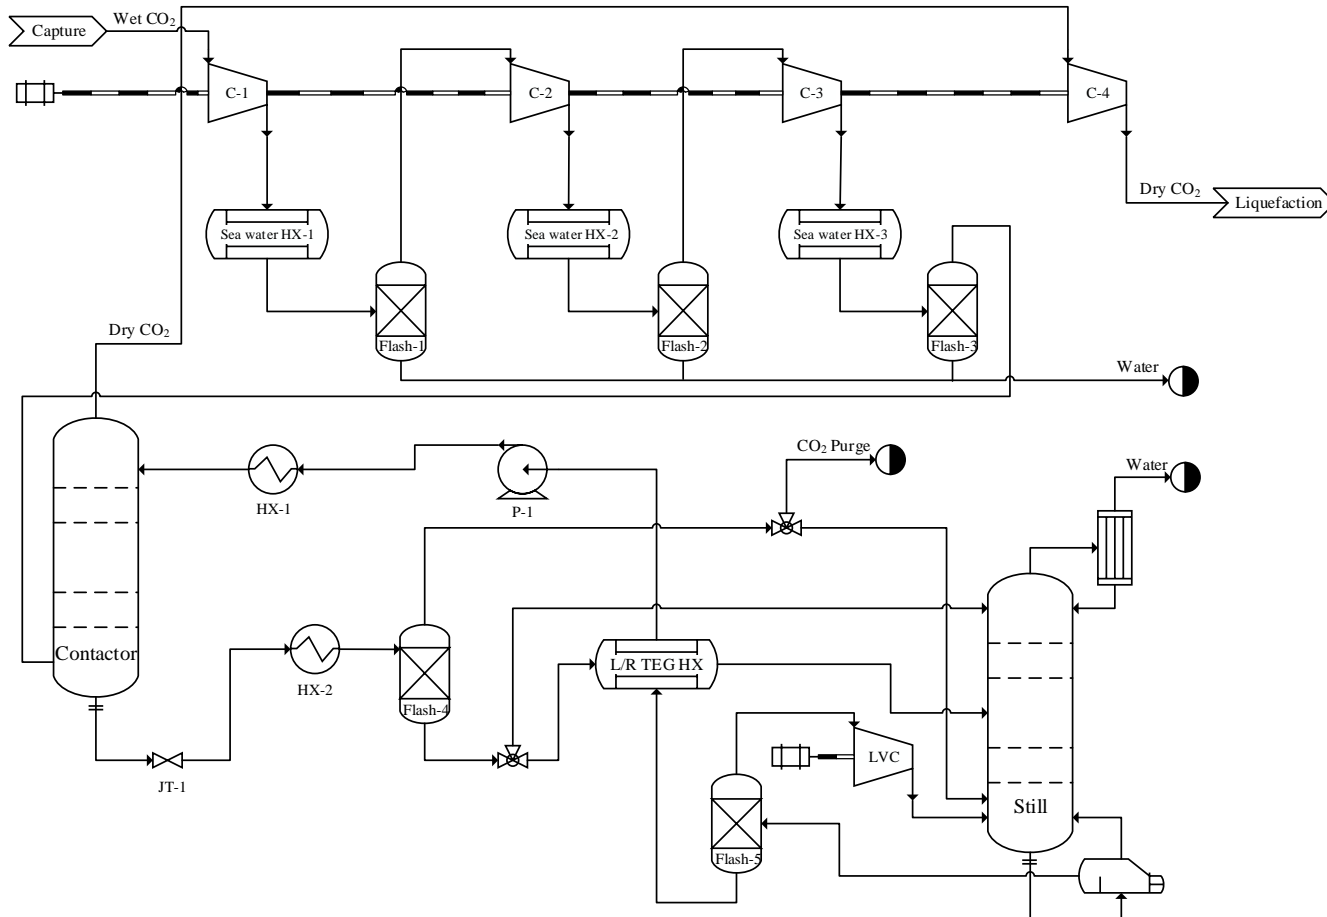 Wet CO₂
Capture
C-1
C-2
C-3
C-4
Dry CO₂
Liquefaction
Sea water HX-1
Sea water HX-2
Sea water HX-3
Dry CO₂
Flash-1
Flash-2
Flash-3
Water
CO₂ Purge
Water
HX-1
P-1
Contactor
L/R TEG HX
HX-2
Flash-4
LVC
JT-1
Still
Flash-5